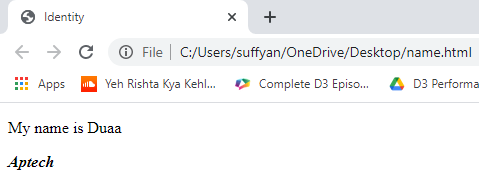 Identity
File | C:/Users/suffyan/OneDrive/Desktop/name.html
Apps Yeh Rishta Kya Kehl... Complete D3 Episo... D3 Performa
My name is Duaa
Aptech